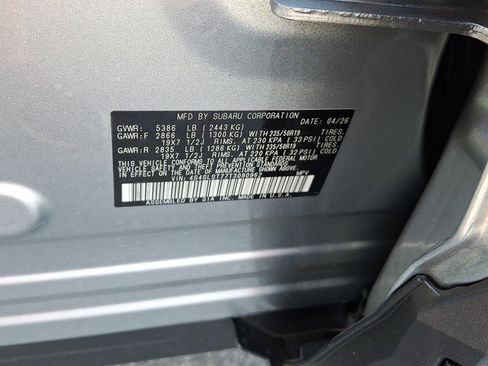 MFD BY SUBARU CORPORATION DATE: 04/26
GVWR: 5386 LB (2443 KG)
GAWR:F 2866 LB (1300 KG) WITH 235/50R19 TIRES,
19X7 1/2J RIMS, AT 230 KPA (33 PSI) COLD
GAWR:R 2835 LB (1286 KG) WITH 235/50R19 TIRES,
19X7 1/2J RIMS, AT 220 KPA (32 PSI) COLD
THIS VEHICLE CONFORMS TO ALL APPLICABLE FEDERAL MOTOR
VEHICLE SAFETY, BUMPER, AND THEFT PREVENTION STANDARDS
IN EFFECT ON THE DATE OF MANUFACTURE SHOWN ABOVE.
VIN: MPV
ASSEMBLED BY SIA INC. MADE IN U.S.A.